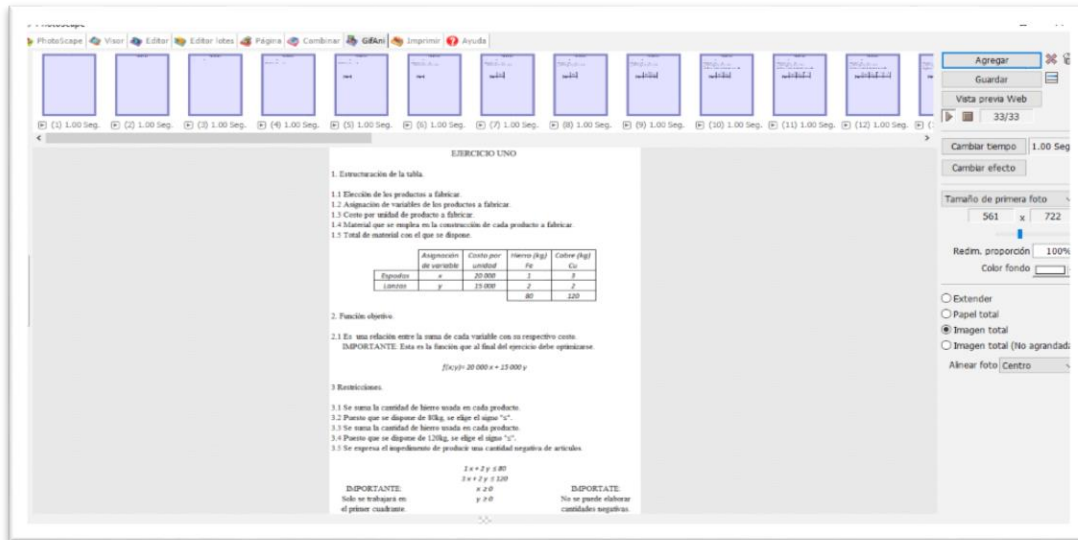 PhotoScape Visor Editor Editor lotes Página Combinar GifAni Imprimir Ayuda
(1) 1.00 Seg. (2) 1.00 Seg. (3) 1.00 Seg. (4) 1.00 Seg. (5) 1.00 Seg. (6) 1.00 Seg. (7) 1.00 Seg. (8) 1.00 Seg. (9) 1.00 Seg. (10) 1.00 Seg. (11) 1.00 Seg. (12) 1.00 Seg.
Agregar
Guardar
Vista previa Web
33/33
Cambiar tiempo 1.00 Seg
Cambiar efecto
Tamaño de primera foto
561 x 722
Redim. proporción 100%
Color fondo
Extender
Papel total
Imagen total
Imagen total (No agrandada
Alinear foto Centro
EJERCICIO UNO
1. Estructuración de la tabla.
1.1 Elección de los productos a fabricar.
1.2 Asignación de variables de los productos a fabricar.
1.3 Costo por unidad de producto a fabricar.
1.4 Material que se emplea en la construcción de cada producto a fabricar
1.5 Total de material con el que se dispone.
Asignación Costo por Hierro (kg) Cobre (kg)
de variable unidad Fe Cu
Espadas x 20 000 1 3
Lanzas y 15 000 2 2
80 120
2. Función objetivo.
2.1 Es una relación entre la suma de cada variable con su respectivo costo.
IMPORTANTE: Esta es la función que al final del ejercicio debe optimizarse.
f(x;y)= 20 000 x + 15 000 y
3 Restricciones.
3.1 Se suma la cantidad de hierro usada en cada producto.
3.2 Puesto que se dispone de 80kg, se elige el signo "≤".
3.3 Se suma la cantidad de hierro usada en cada producto.
3.4 Puesto que se dispone de 120kg, se elige el signo "≤".
3.5 Se expresa el impedimento de producir una cantidad negativa de artículos
1 x + 2 y ≤ 80
3 x + 2 y ≤ 120
IMPORTANTE: x ≥ 0 IMPORTATE:
Solo se trabajara en y ≥ 0 No se puede elaborar
el primer cuadrante. cantidades negativas.